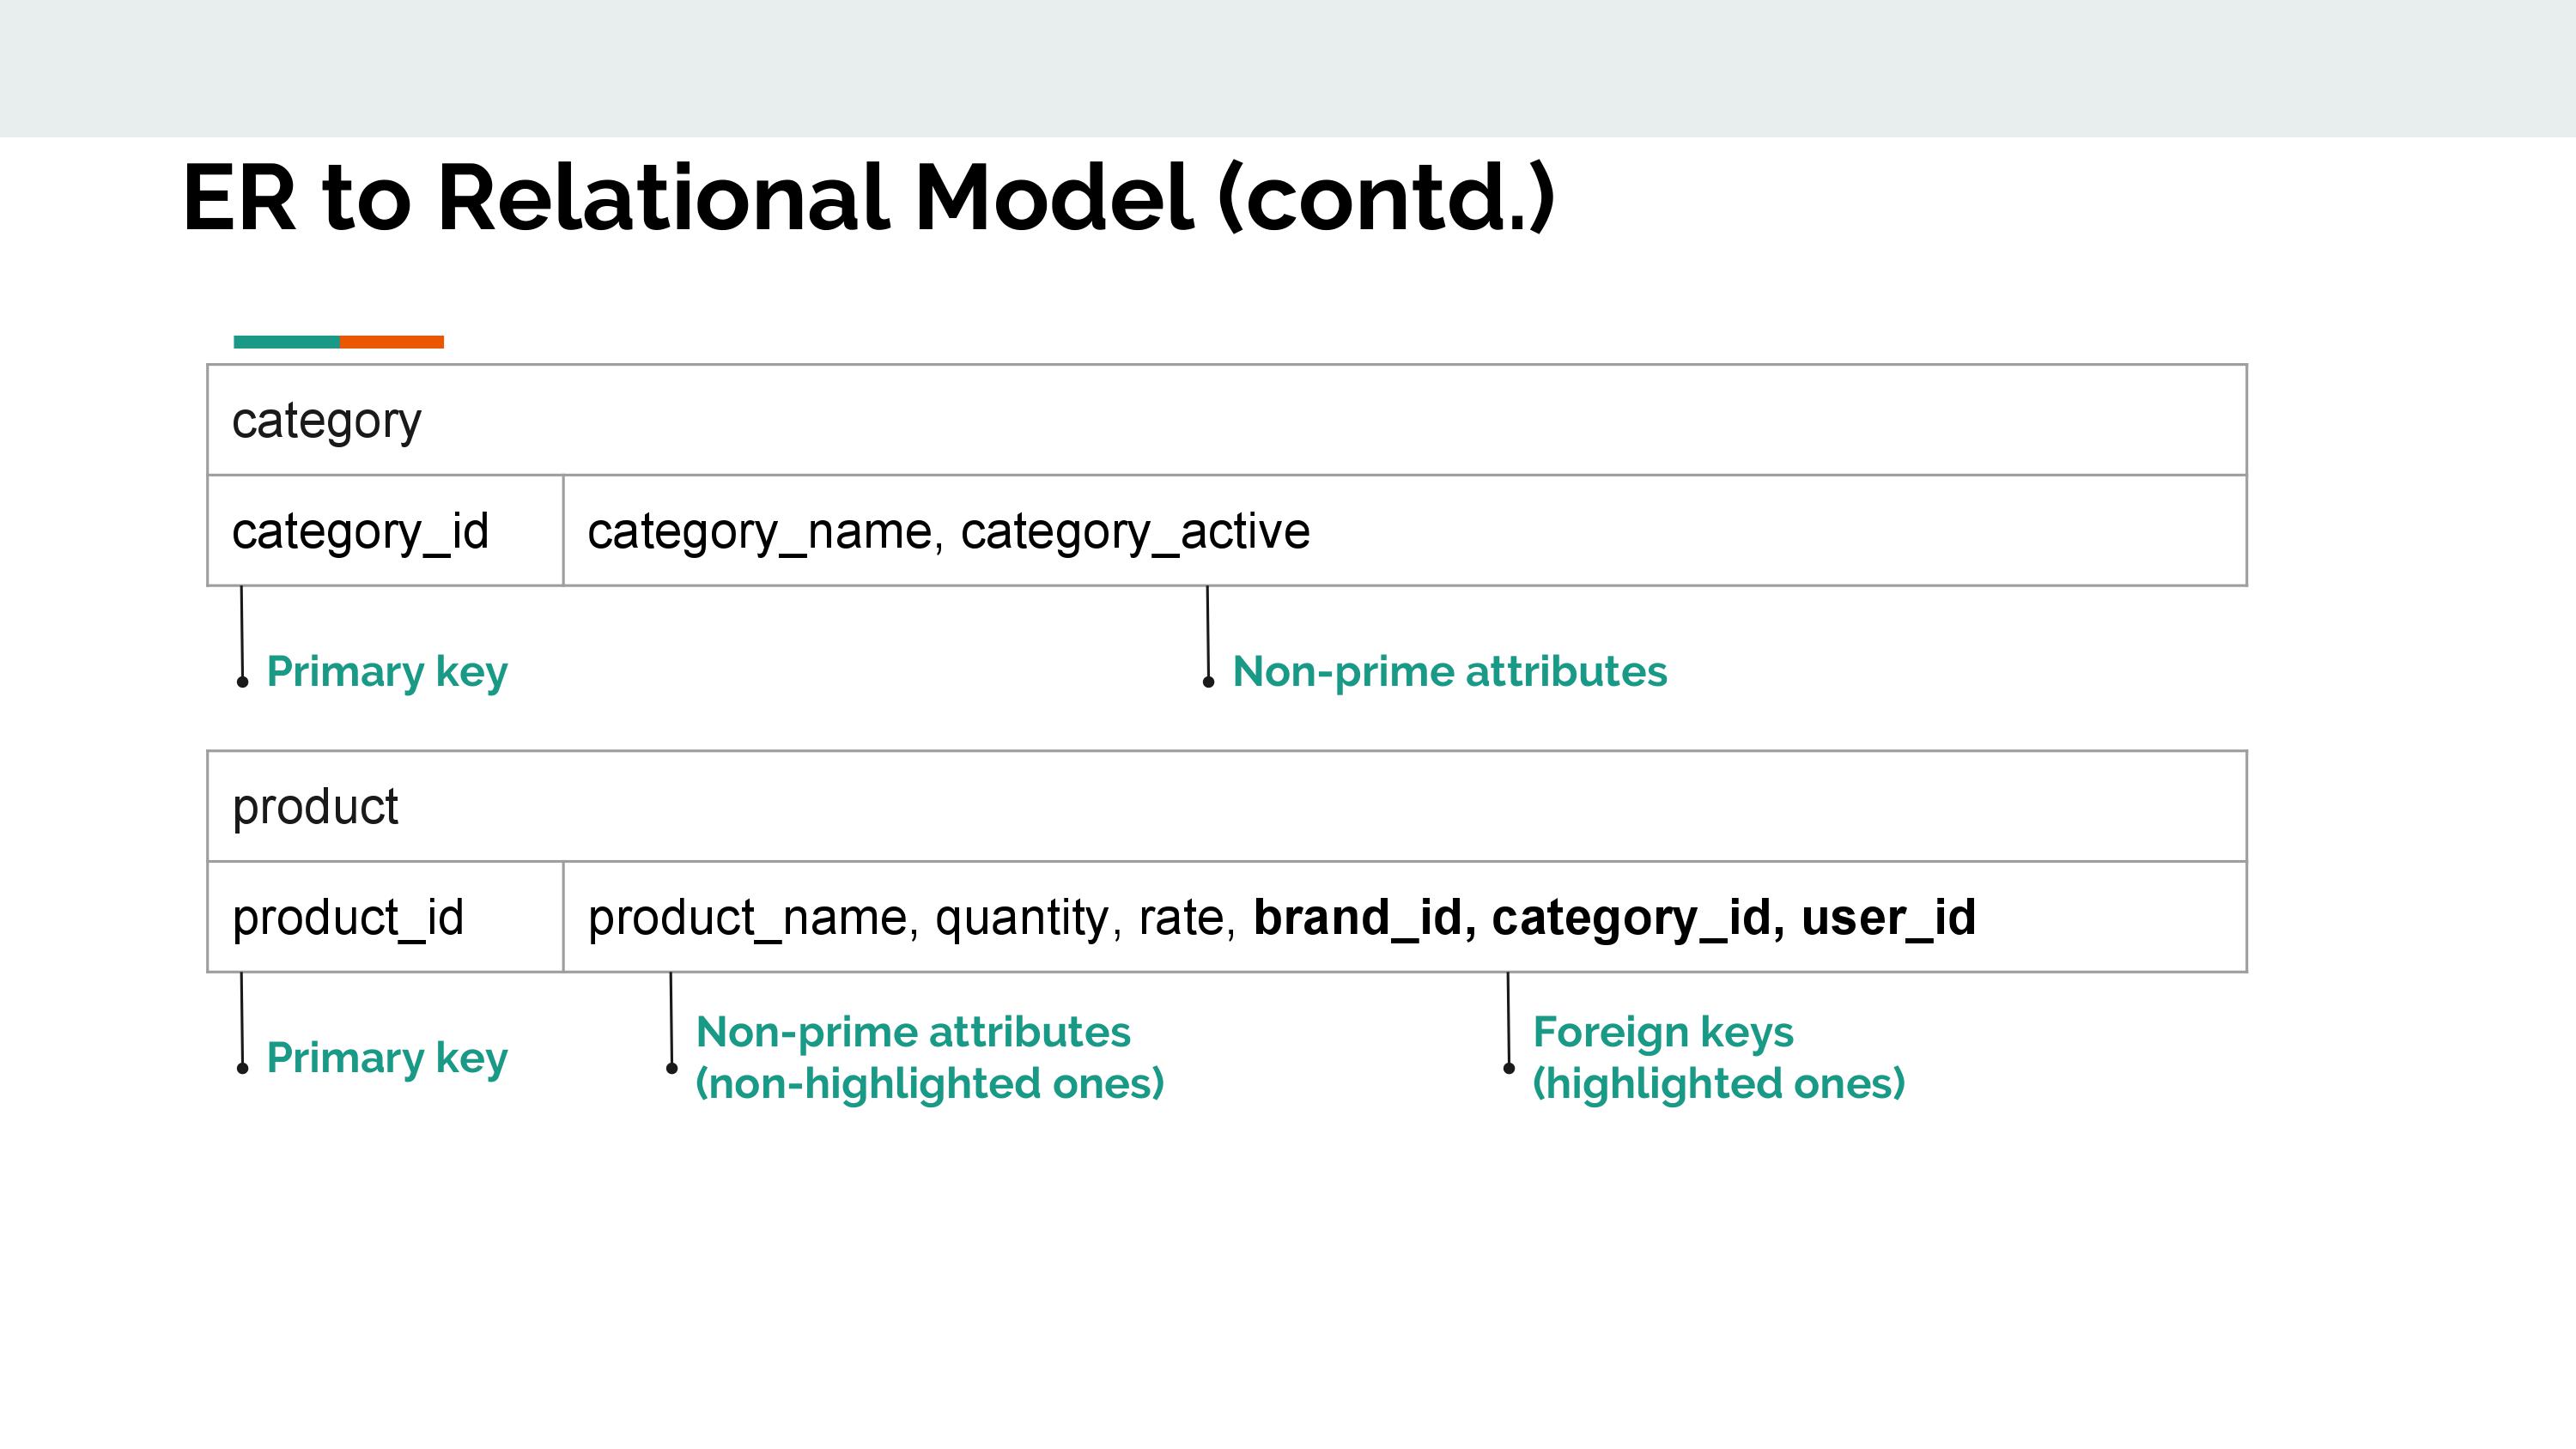 ER to Relational Model (contd.)
category
category_id category_name, category_active
Primary key Non-prime attributes
product
product_id product_name, quantity, rate, brand_id, category_id, user_id
Primary key
Non-prime attributes
(non-highlighted ones)
Foreign keys
(highlighted ones)